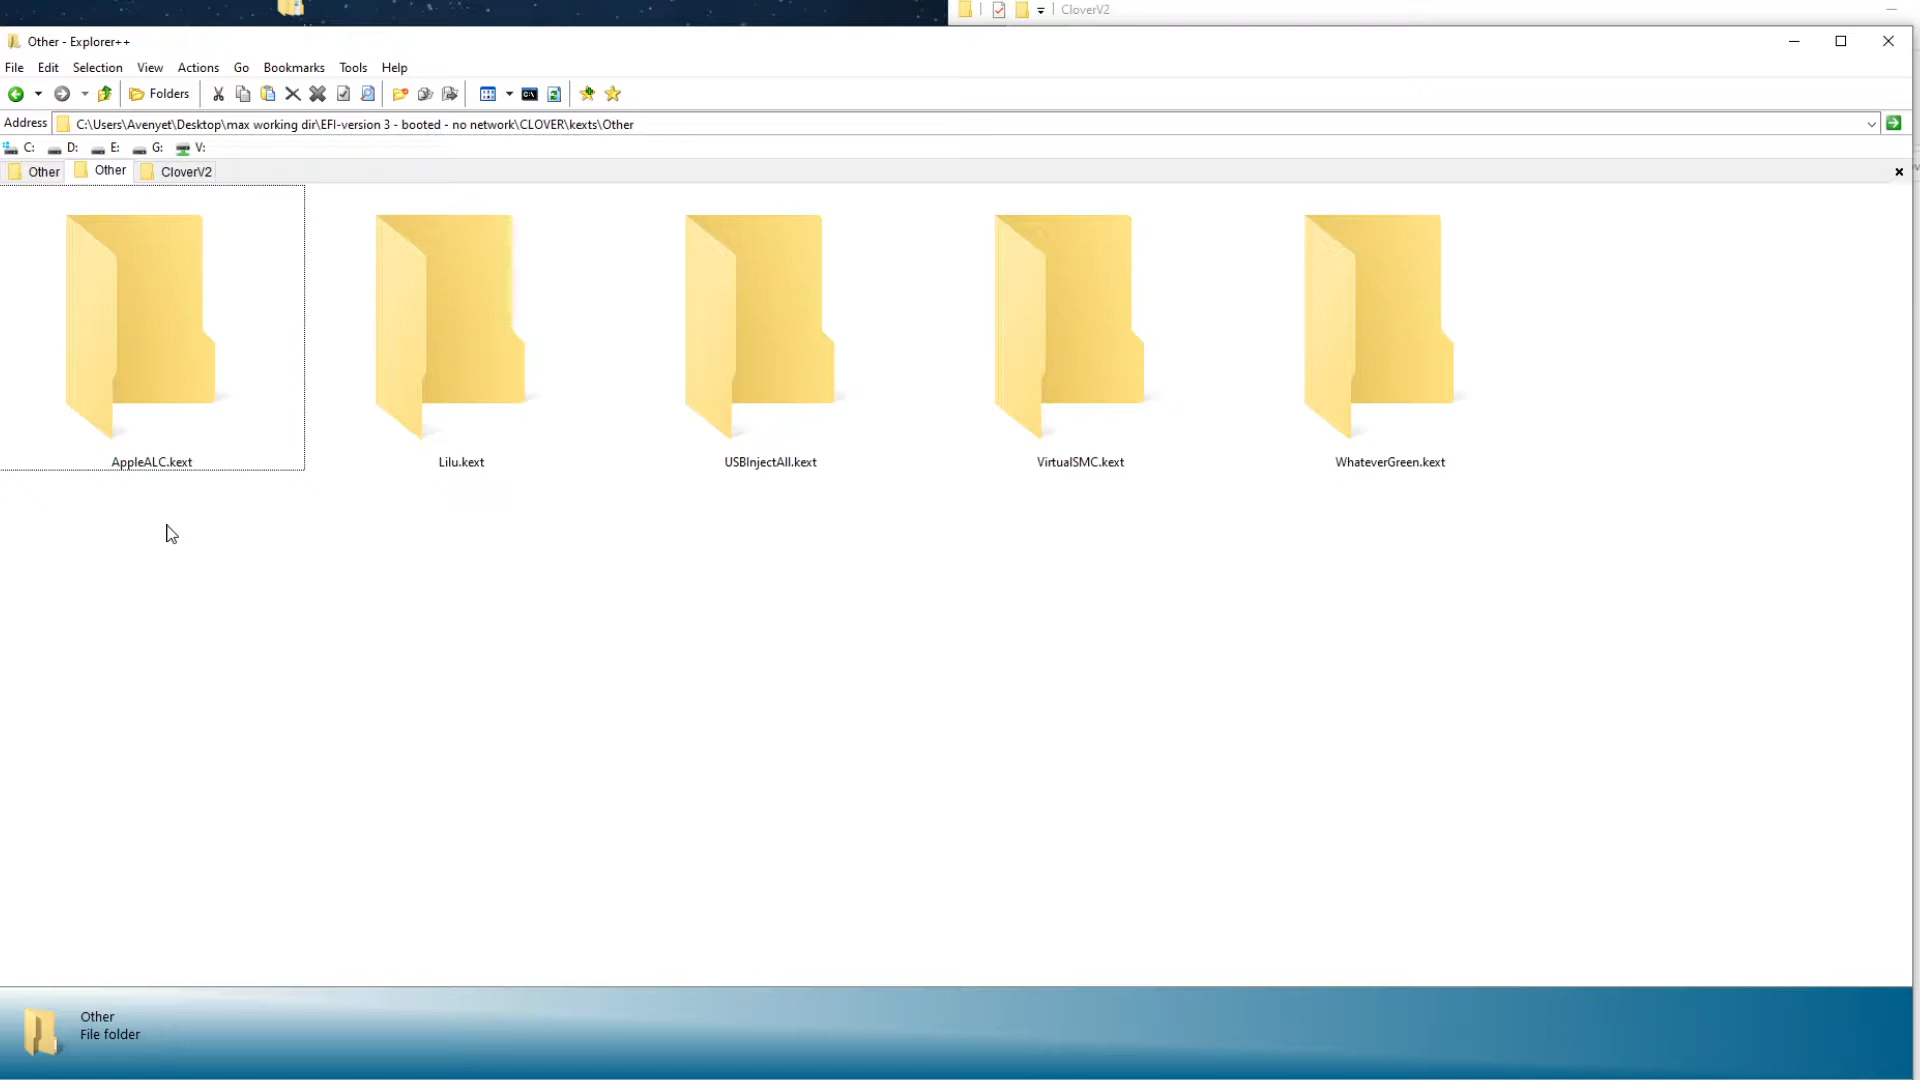 CloverV2
Other - Explorer++
File Edit Selection View Actions Go Bookmarks Tools Help
Folders
Address C:\Users\Avenyet\Desktop\max working dir\EFI-version 3 - booted - no network\CLOVER\kexts\Other
C: D: E: G: V:
Other Other CloverV2
AppleALC.kext Lilu.kext USBInjectAll.kext VirtualSMC.kext WhateverGreen.kext
Other
File folder